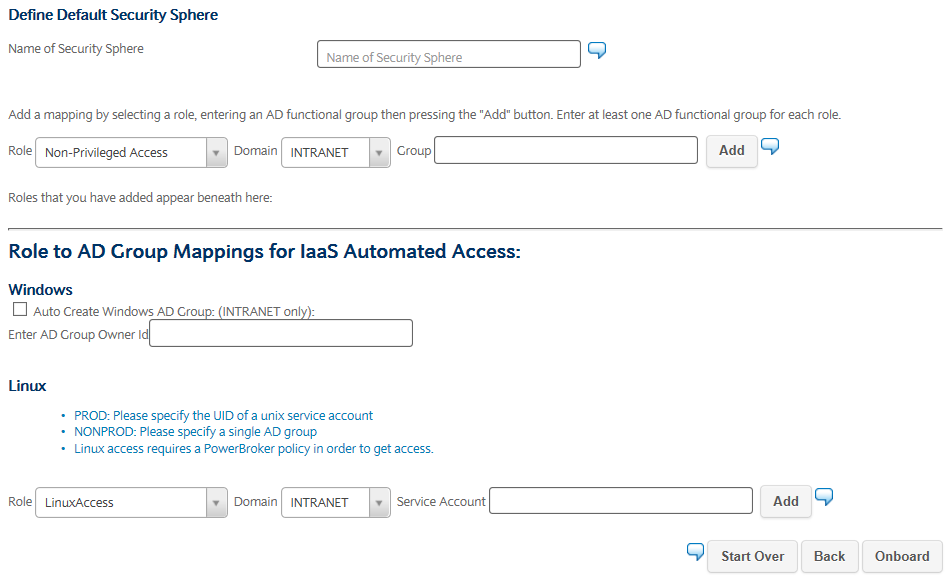 Define Default Security Sphere
Name of Security Sphere Name of Security Sphere
Add a mapping by selecting a role, entering an AD functional group then pressing the "Add" button. Enter at least one AD functional group for each role.
Role Non-Privileged Access Domain INTRANET Group Add
Roles that you have added appear beneath here:
Role to AD Group Mappings for IaaS Automated Access:
Windows
Auto Create Windows AD Group: (INTRANET only):
Enter AD Group Owner Id
Linux
• PROD: Please specify the UID of a unix service account
• NONPROD: Please specify a single AD group
• Linux access requires a PowerBroker policy in order to get access.
Role LinuxAccess Domain INTRANET Service Account Add
Start Over Back Onboard